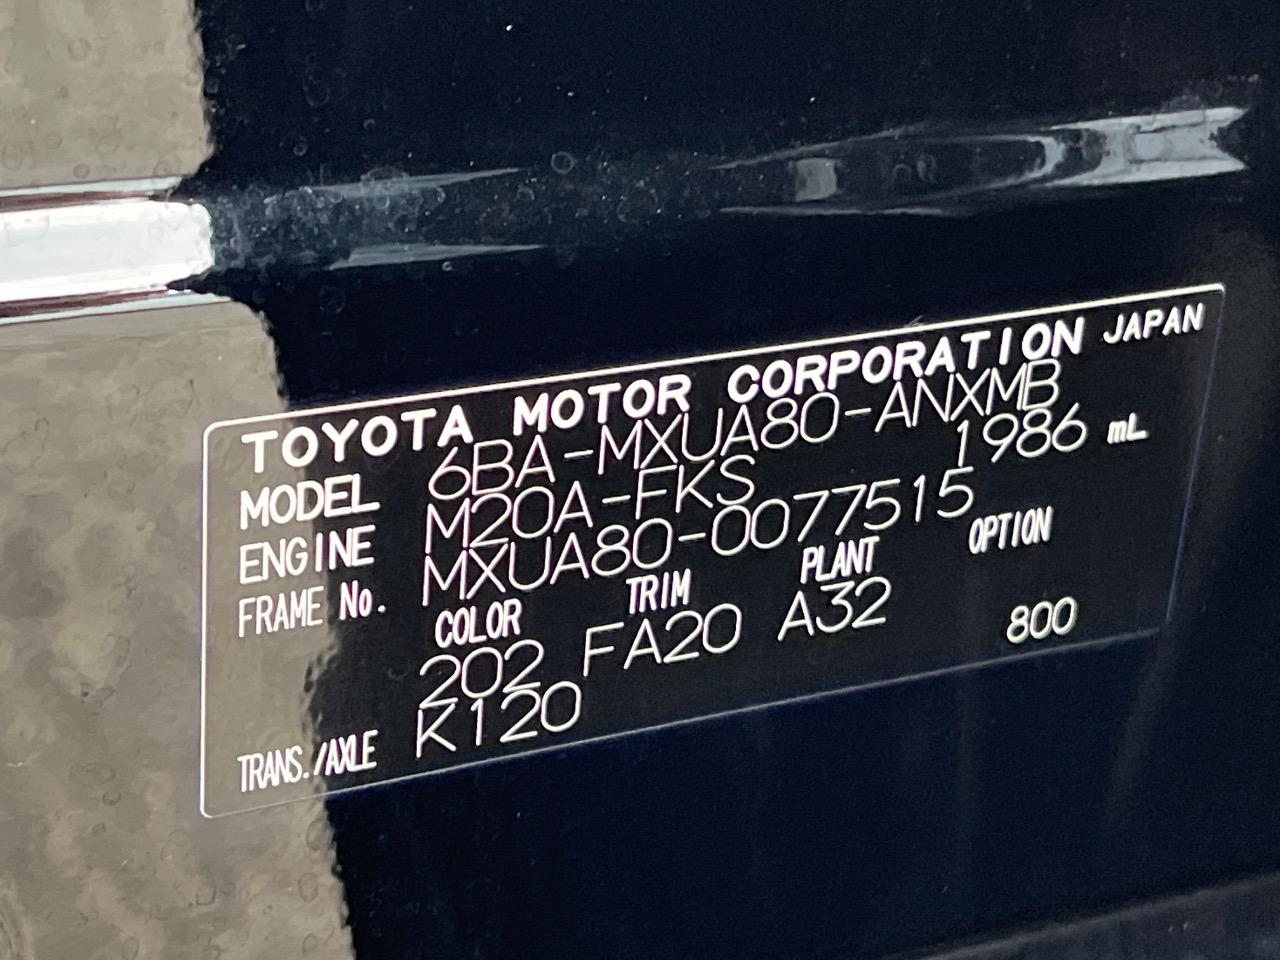 TOYOTA MOTOR CORPORATION JAPAN
MODEL 6BA-MXUA80-ANXMB
ENGINE M20A-FKS 1986 mL
FRAME No. MXUA80-0077515
COLOR TRIM PLANT OPTION
202 FA20 A32 800
TRANS./AXLE K120